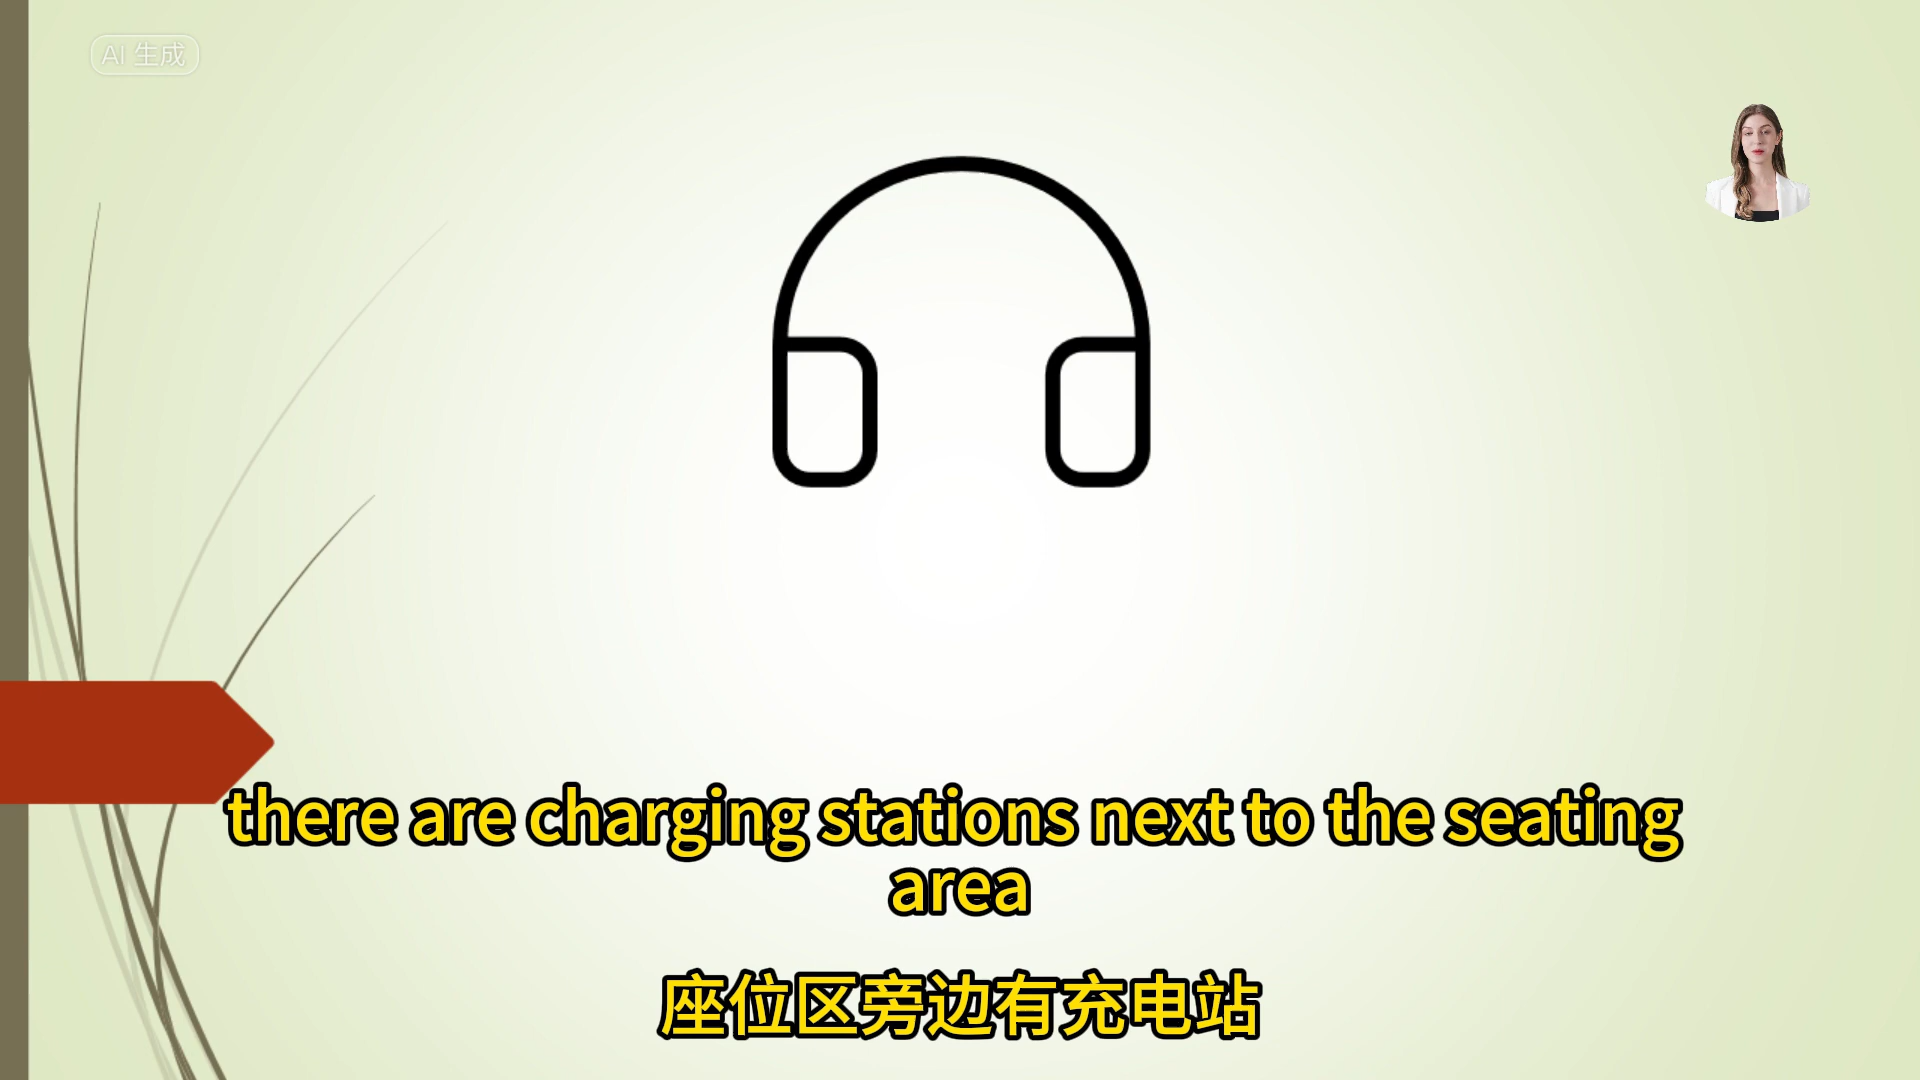 AI 生成
there are charging stations next to the seating
area
座位区旁边有充电站